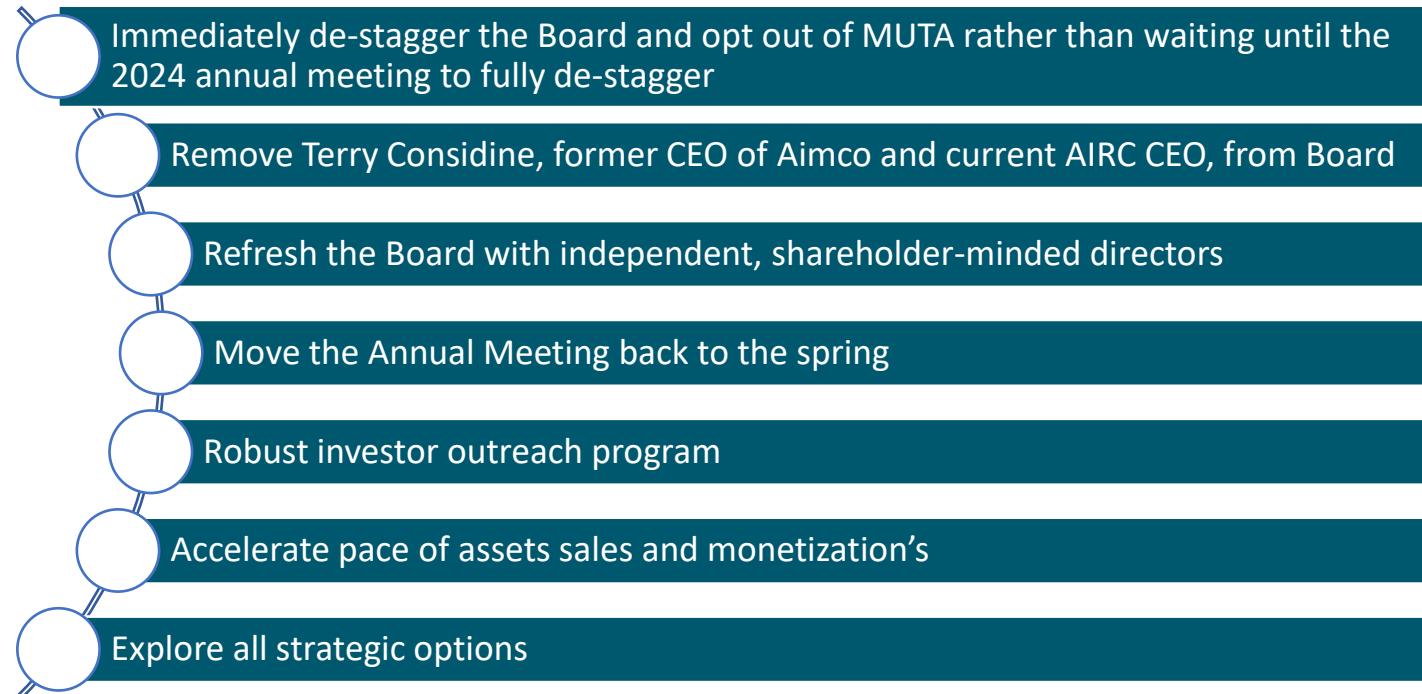 Immediately de-stagger the Board and opt out of MUTA rather than waiting until the
2024 annual meeting to fully de-stagger
Remove Terry Considine, former CEO of Aimco and current AIRC CEO, from Board
Refresh the Board with independent, shareholder-minded directors
Move the Annual Meeting back to the spring
Robust investor outreach program
Accelerate pace of assets sales and monetization’s
Explore all strategic options